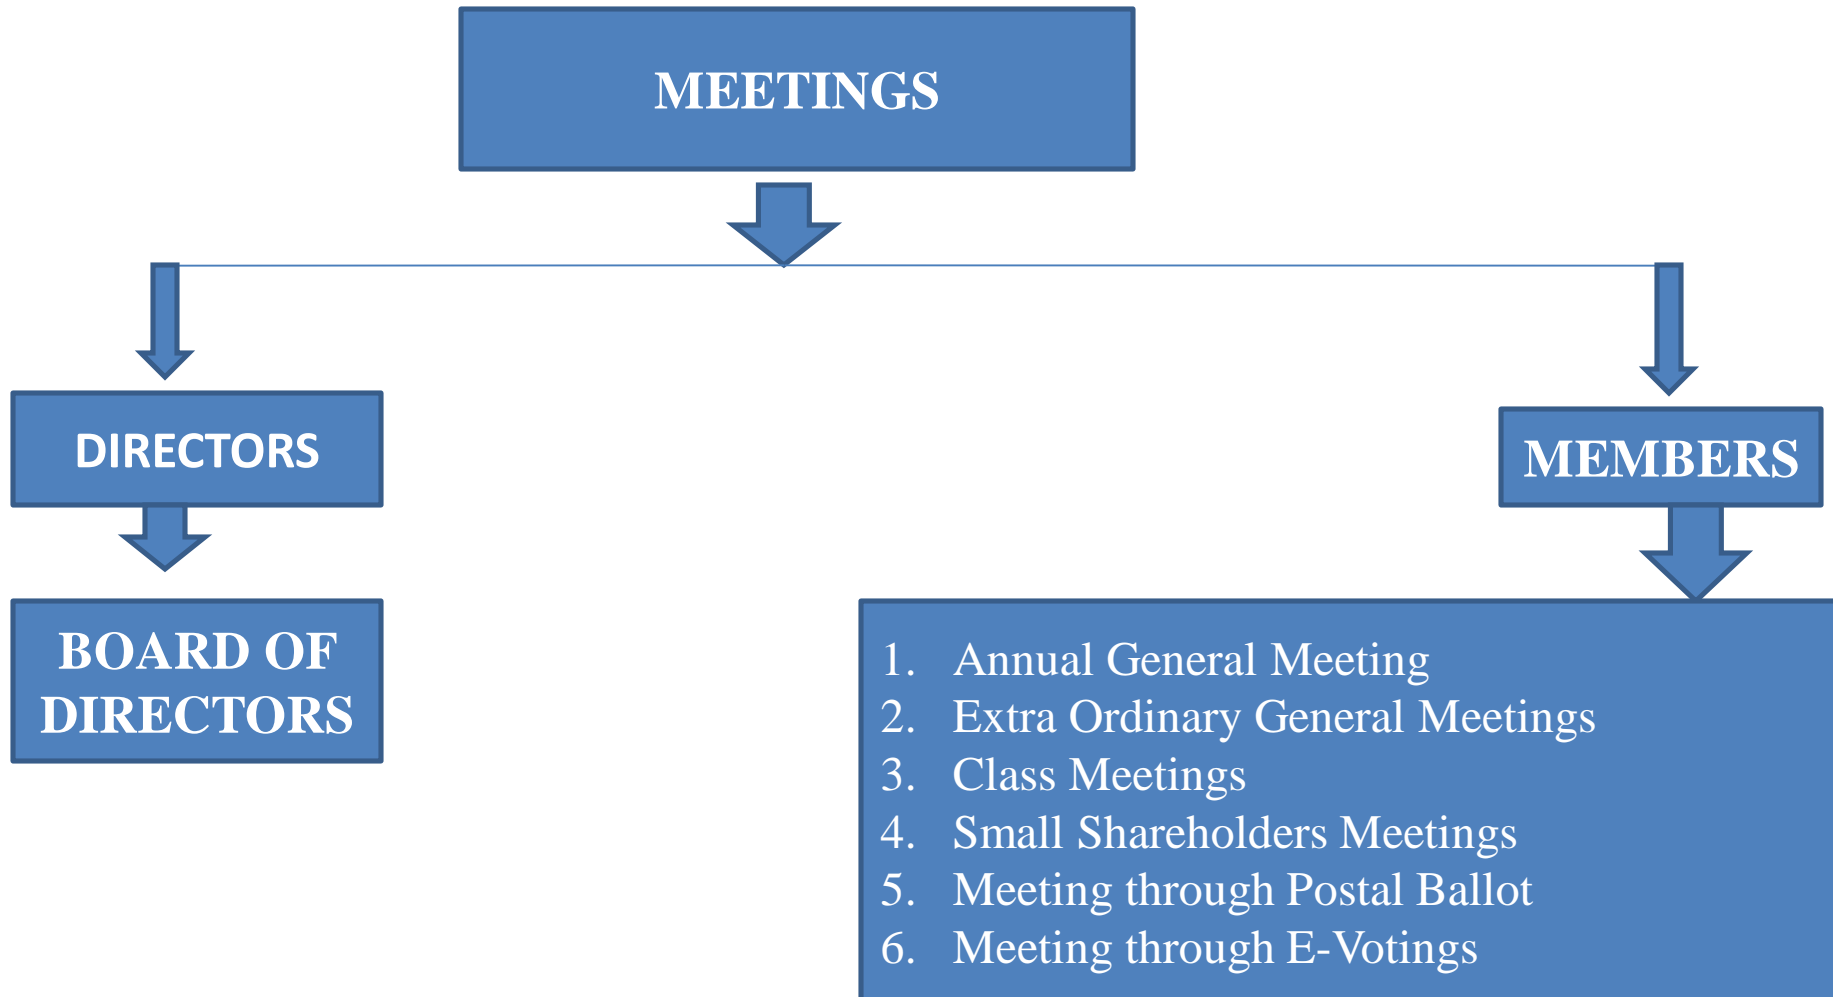 MEETINGS
DIRECTORS
MEMBERS
BOARD OF
DIRECTORS
1. Annual General Meeting
2. Extra Ordinary General Meetings
3. Class Meetings
4. Small Shareholders Meetings
5. Meeting through Postal Ballot
6. Meeting through E-Votings